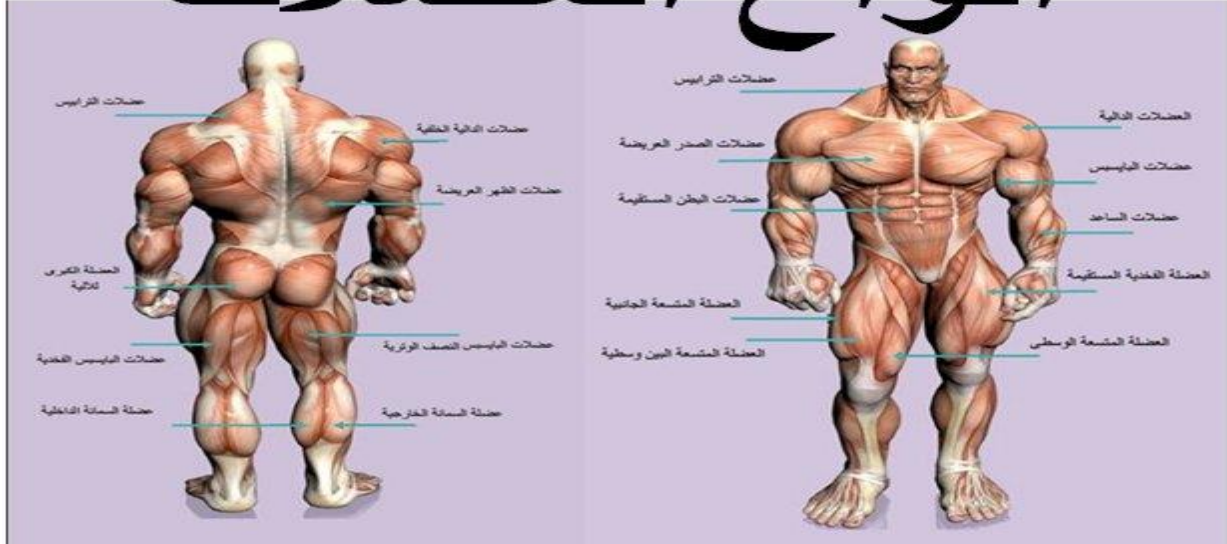 انواع العضلات
عضلات الترابيس
عضلات الدالية الخلفية
عضلات الظهر العريضة
العضلة الكبرى
للالية
عضلات البايسبس النصف الوترية
عضلات البايسبس الفخدية
عضلة السمانة الداخلية
عضلة السمانة الخارجية
عضلات الترابيس
العضلات الدالية
عضلات الصدر العريضة
عضلات البايسبس
عضلات البطن المستقيمة
عضلات الساعد
العضلة الفخدية المستقيمة
العضلة المتسعة الجانبية
العضلة المتسعة الوسطى
العضلة المتسعة البين وسطية